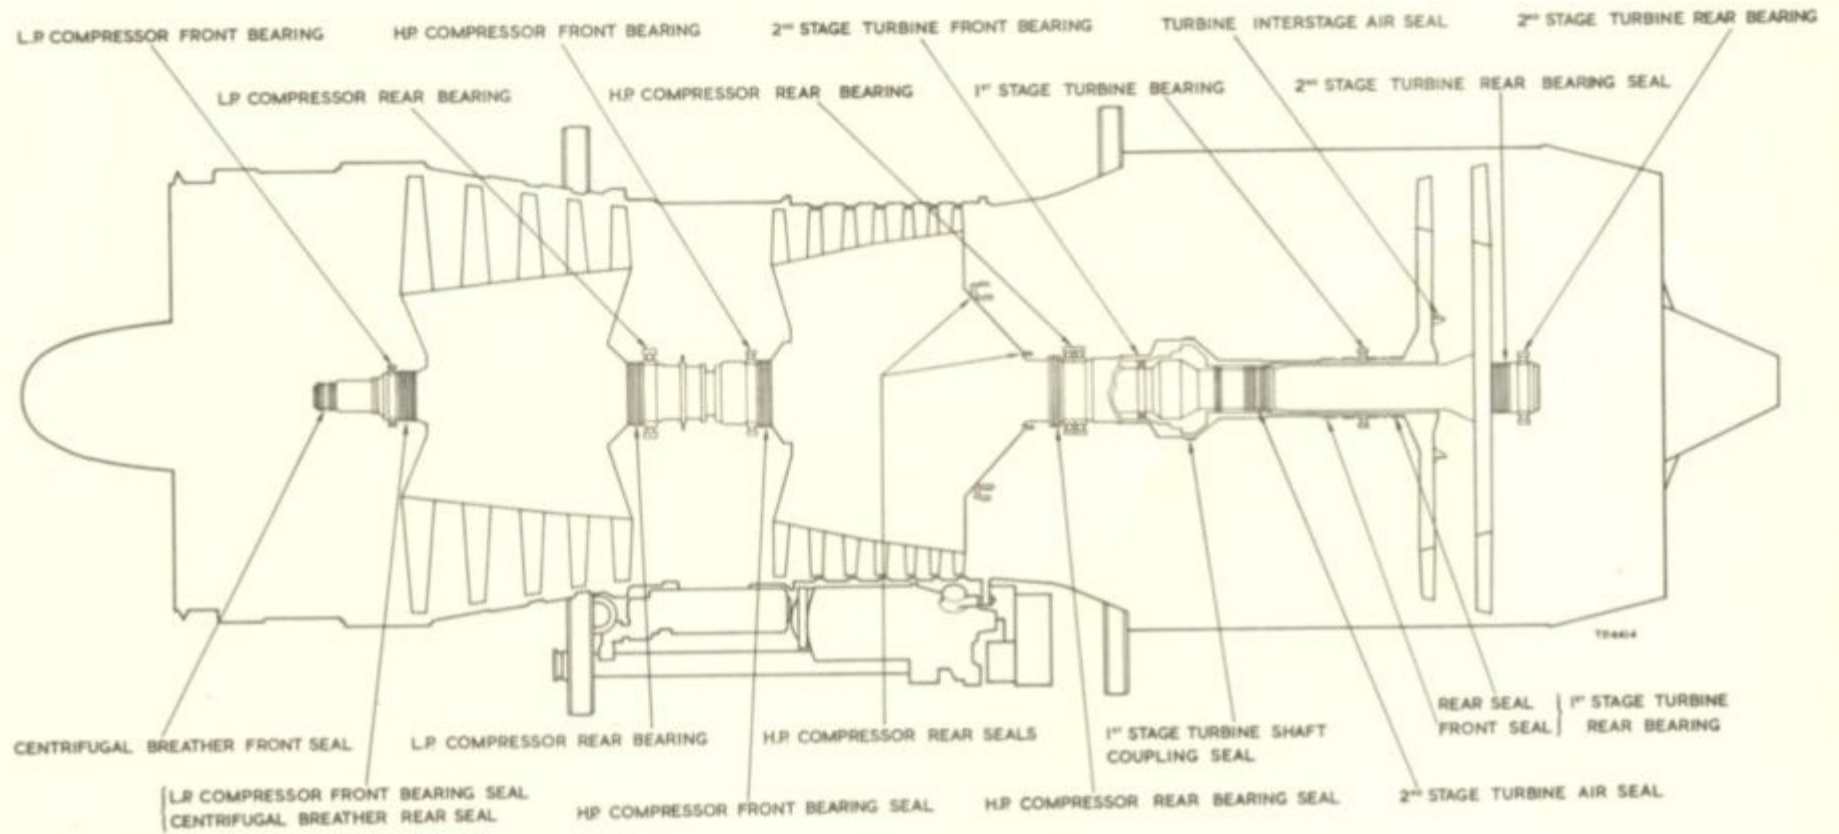 L.P. COMPRESSOR FRONT BEARING
H.P. COMPRESSOR FRONT BEARING
2ND STAGE TURBINE FRONT BEARING
TURBINE INTERSTAGE AIR SEAL
2ND STAGE TURBINE REAR BEARING
L.P. COMPRESSOR REAR BEARING
H.P. COMPRESSOR REAR BEARING
1ST STAGE TURBINE BEARING
2ND STAGE TURBINE REAR BEARING SEAL
REAR SEAL
FRONT SEAL
1ST STAGE TURBINE
REAR BEARING
CENTRIFUGAL BREATHER FRONT SEAL
L.P. COMPRESSOR REAR BEARING
H.P. COMPRESSOR REAR SEALS
1ST STAGE TURBINE SHAFT
COUPLING SEAL
L.P. COMPRESSOR FRONT BEARING SEAL
CENTRIFUGAL BREATHER REAR SEAL
H.P. COMPRESSOR FRONT BEARING SEAL
H.P. COMPRESSOR REAR BEARING SEAL
2ND STAGE TURBINE AIR SEAL